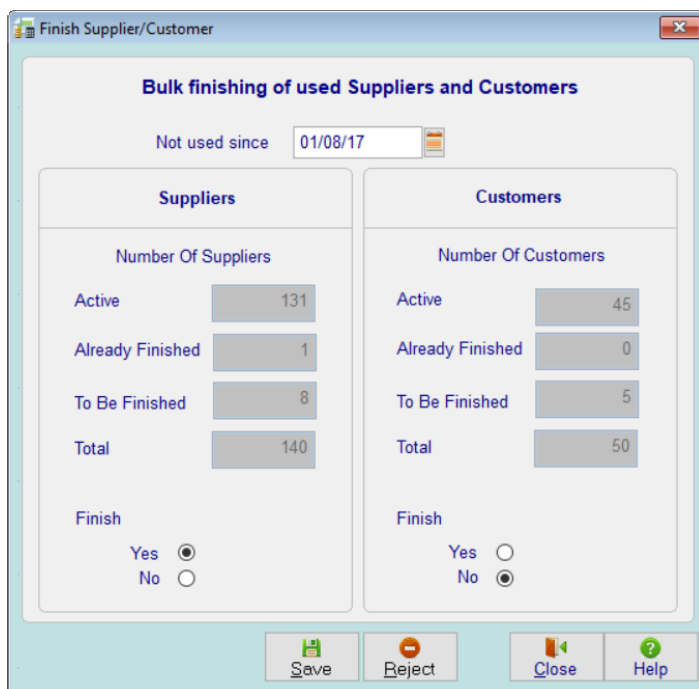 Finish Supplier/Customer
Bulk finishing of used Suppliers and Customers
Not used since 01/08/17
Suppliers
Number Of Suppliers
Active 131
Already Finished 1
To Be Finished 8
Total 140
Finish
Yes
No
Customers
Number Of Customers
Active 45
Already Finished 0
To Be Finished 5
Total 50
Finish
Yes
No
Save
Reject
Close
Help